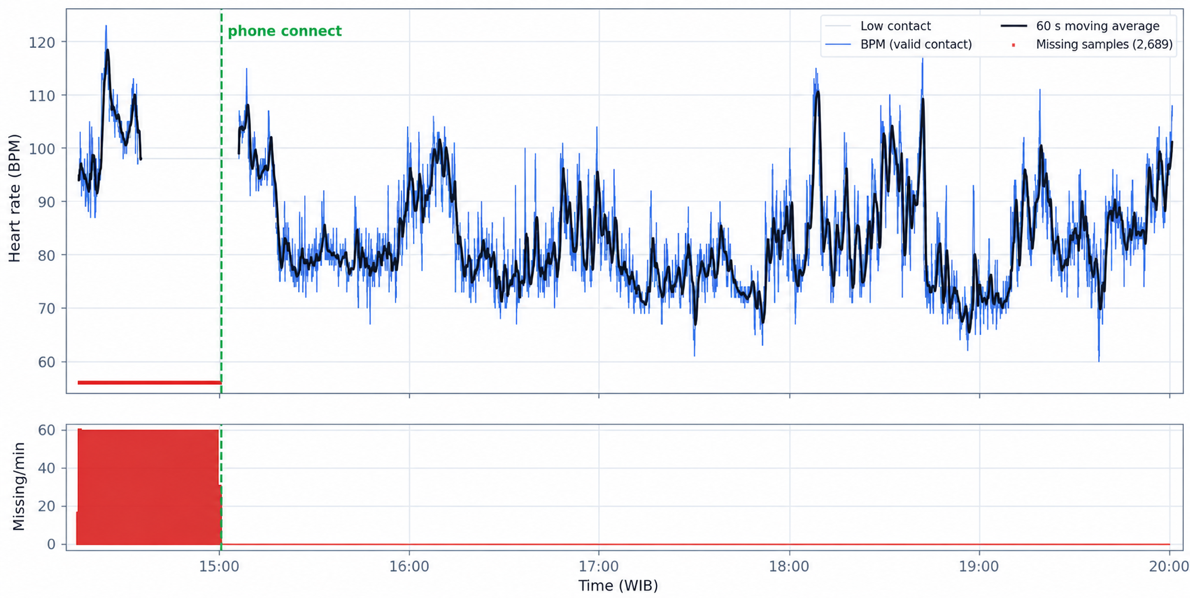 phone connect
Low contact
BPM (valid contact)
60 s moving average
Missing samples (2,689)
Heart rate (BPM)
120
110
100
90
80
70
60
Missing/min
60
40
20
0
15:00
16:00
17:00
18:00
19:00
20:00
Time (WIB)